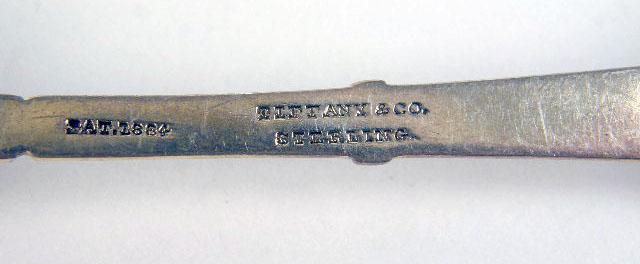 PAT. 1884
TIFFANY & CO.
STERLING